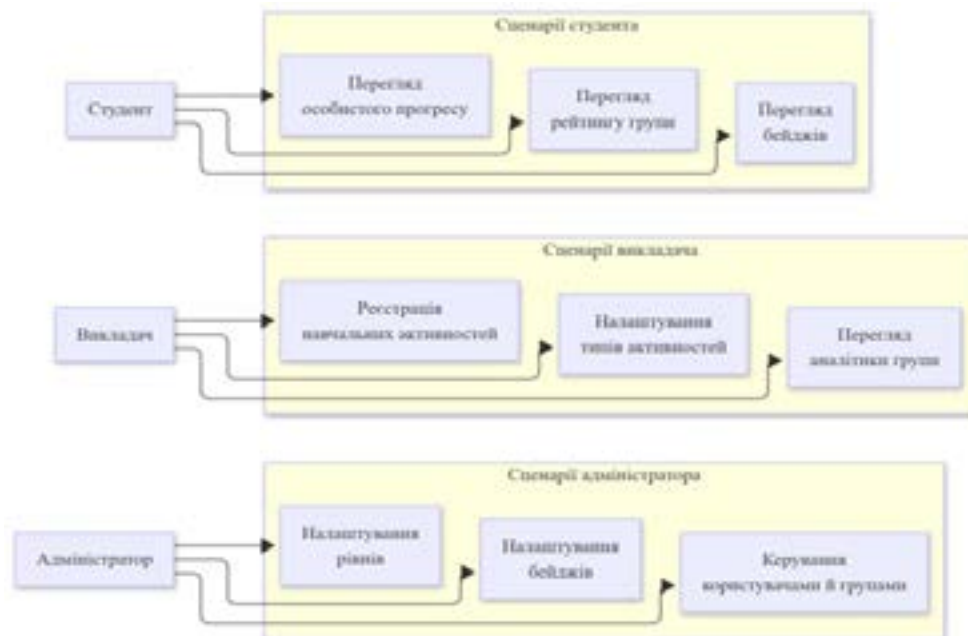 Сценарії студента
Студент
Перегляд
особистого прогресу
Перегляд
рейтингу групи
Перегляд
бейджів
Сценарії викладача
Викладач
Реєстрація
навчальних активностей
Налаштування
типів активностей
Перегляд
аналітики групи
Сценарії адміністратора
Адміністратор
Налаштування
рівнів
Налаштування
бейджів
Керування
користувачами й групами